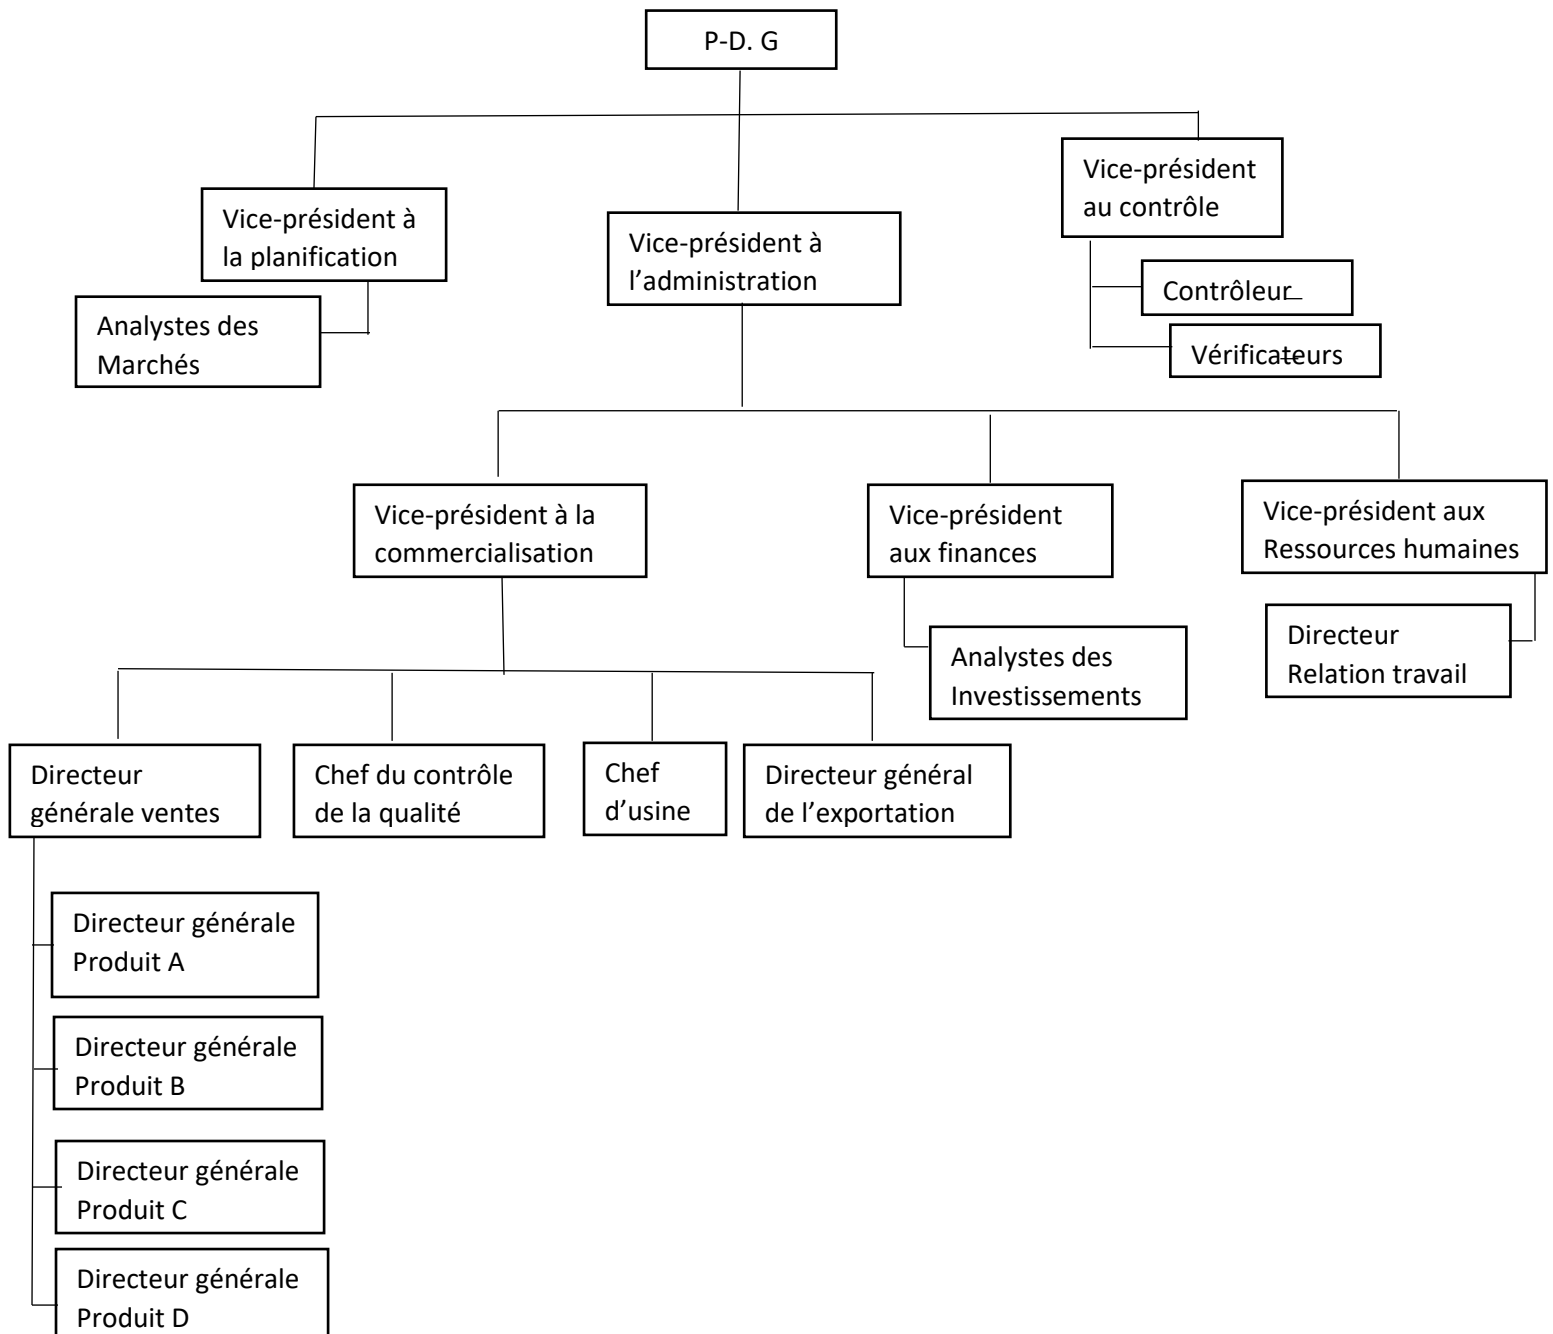 P-D. G
Vice-président à
la planification
Vice-président à
l’administration
Vice-président
au contrôle
Analystes des
Marchés
Contrôleur
Vérificateurs
Vice-président à la
commercialisation
Vice-président
aux finances
Vice-président aux
Ressources humaines
Analystes des
Investissements
Directeur
Relation travail
Directeur
générale ventes
Chef du contrôle
de la qualité
Chef
d’usine
Directeur général
de l’exportation
Directeur générale
Produit A
Directeur générale
Produit B
Directeur générale
Produit C
Directeur générale
Produit D